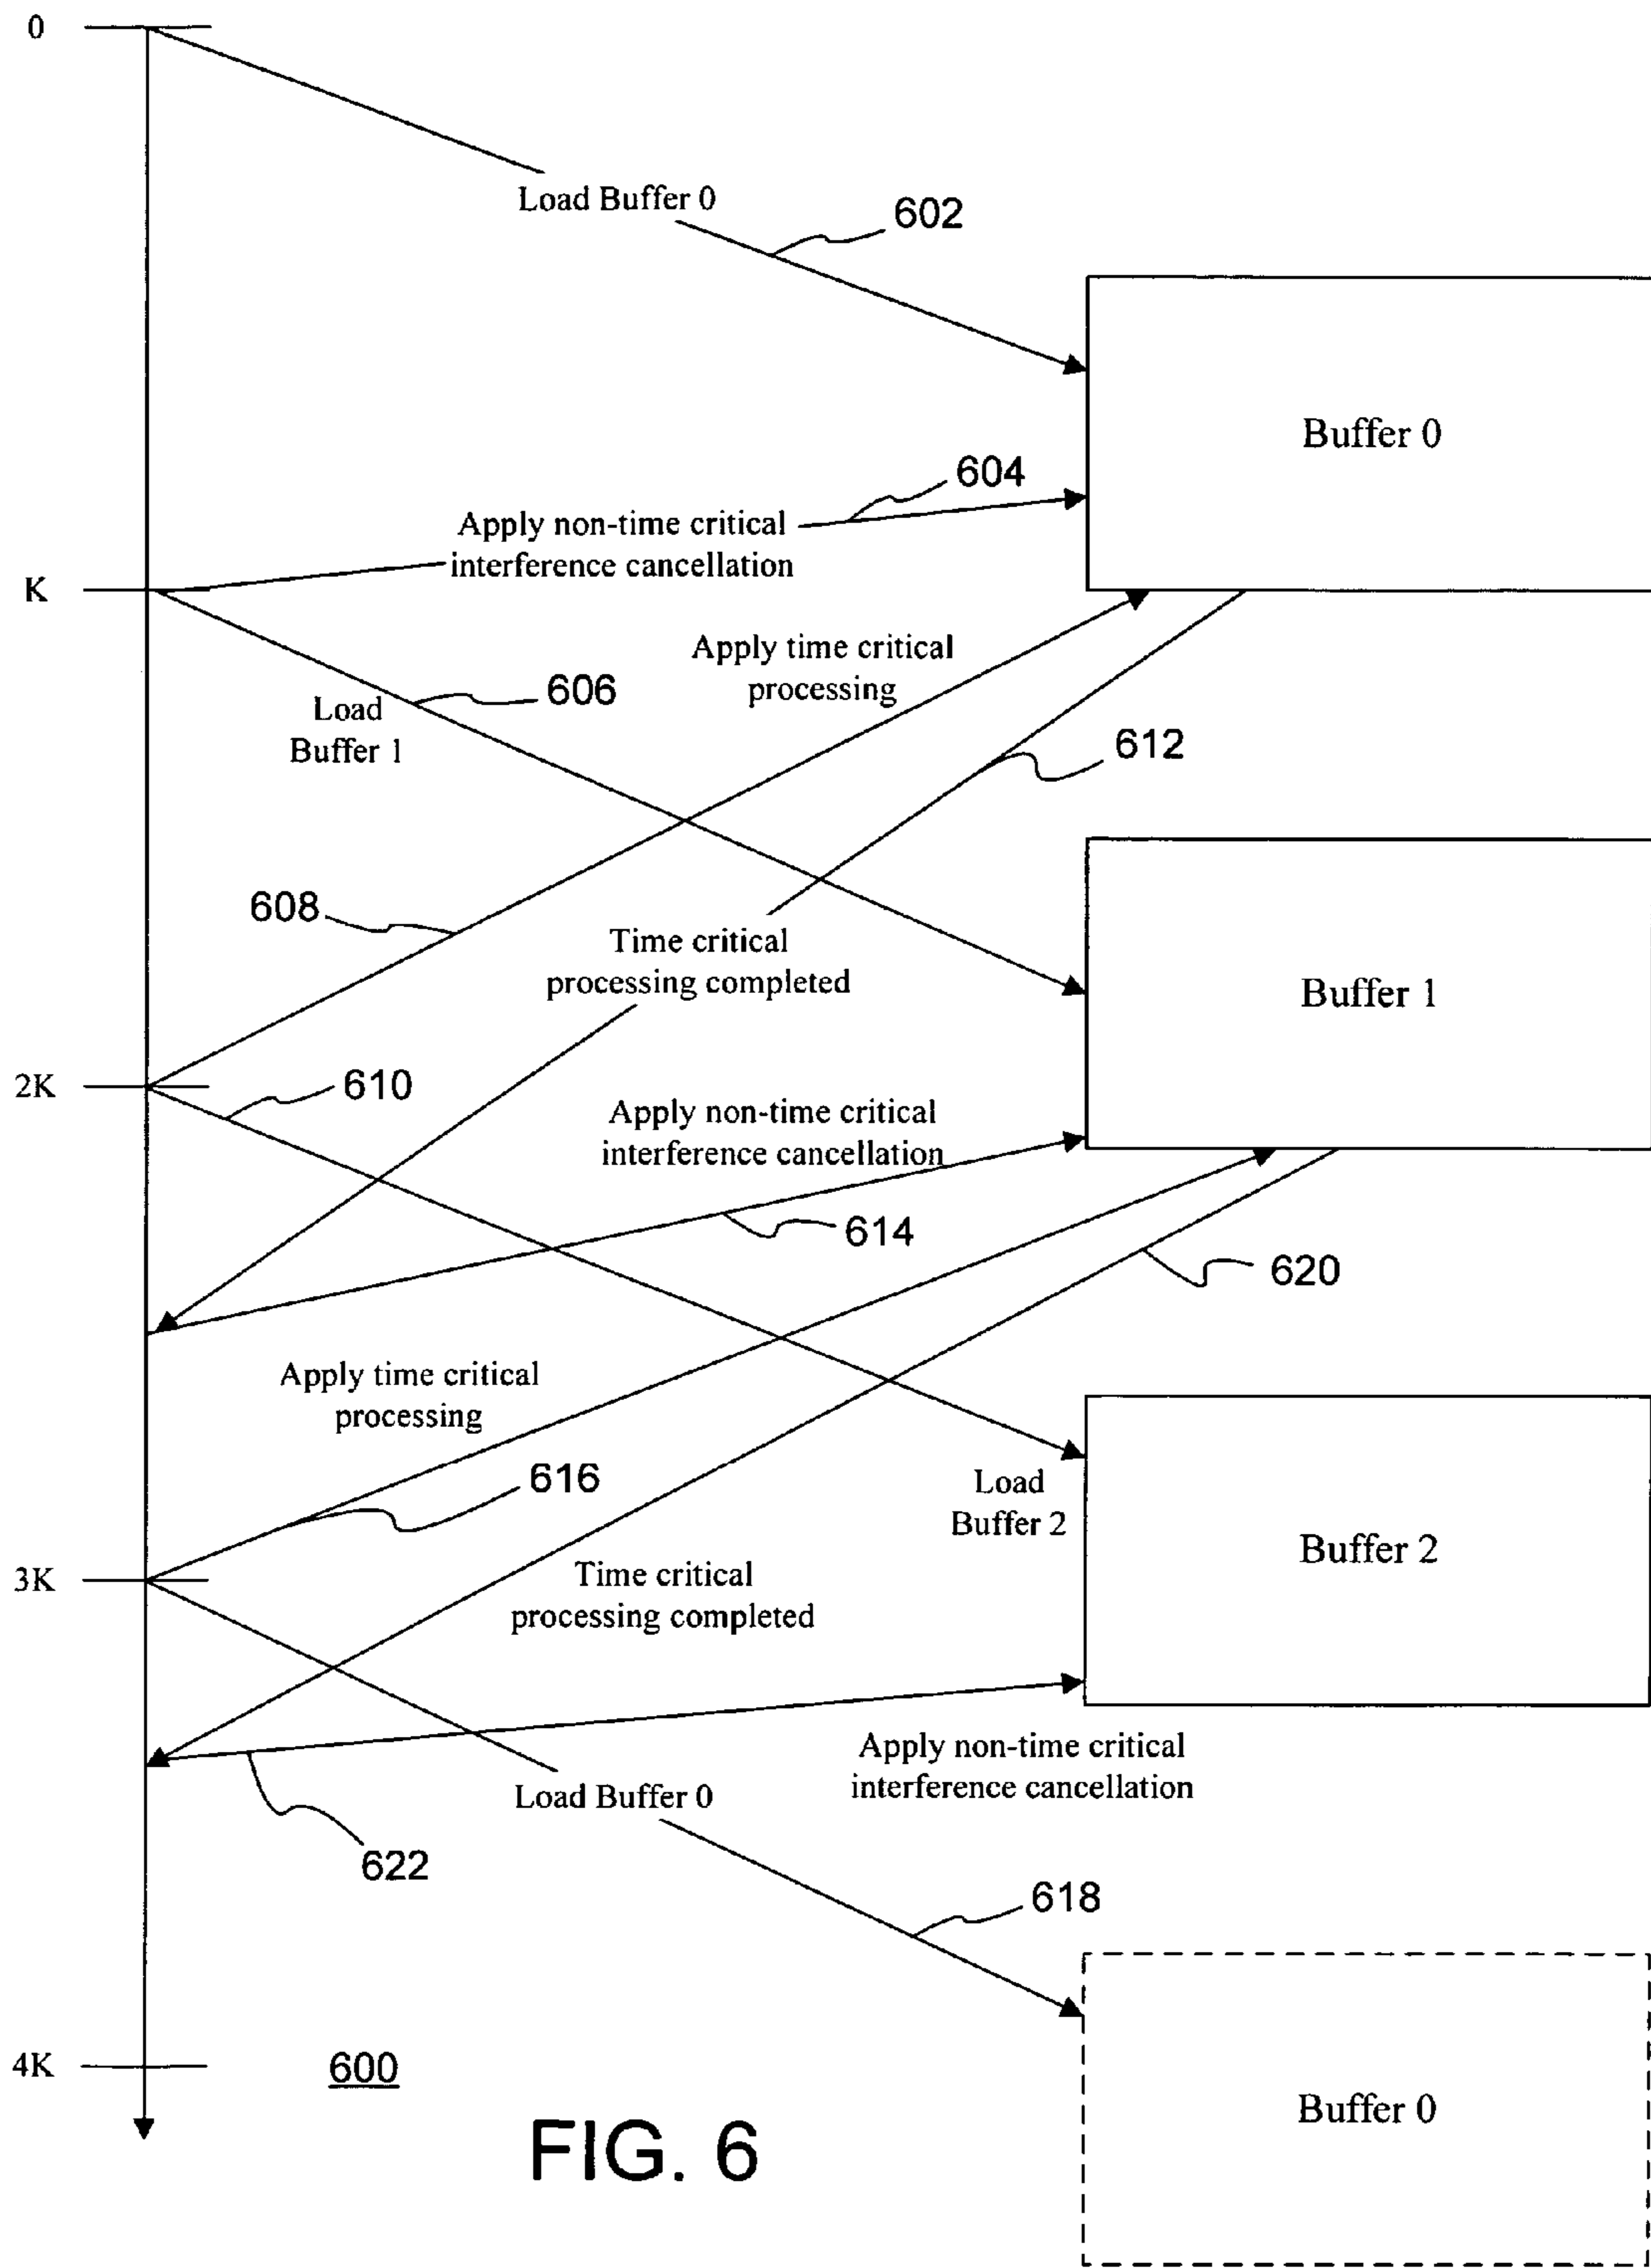 0
Load Buffer 0
602
Buffer 0
604
Apply non-time critical
interference cancellation
K
Apply time critical
processing
606
Load
Buffer 1
612
608
Time critical
processing completed
Buffer 1
2K
610
Apply non-time critical
interference cancellation
614
620
Apply time critical
processing
616
Load
Buffer 2
Buffer 2
3K
Time critical
processing completed
Apply non-time critical
interference cancellation
Load Buffer 0
622
618
4K
600
Buffer 0
FIG. 6